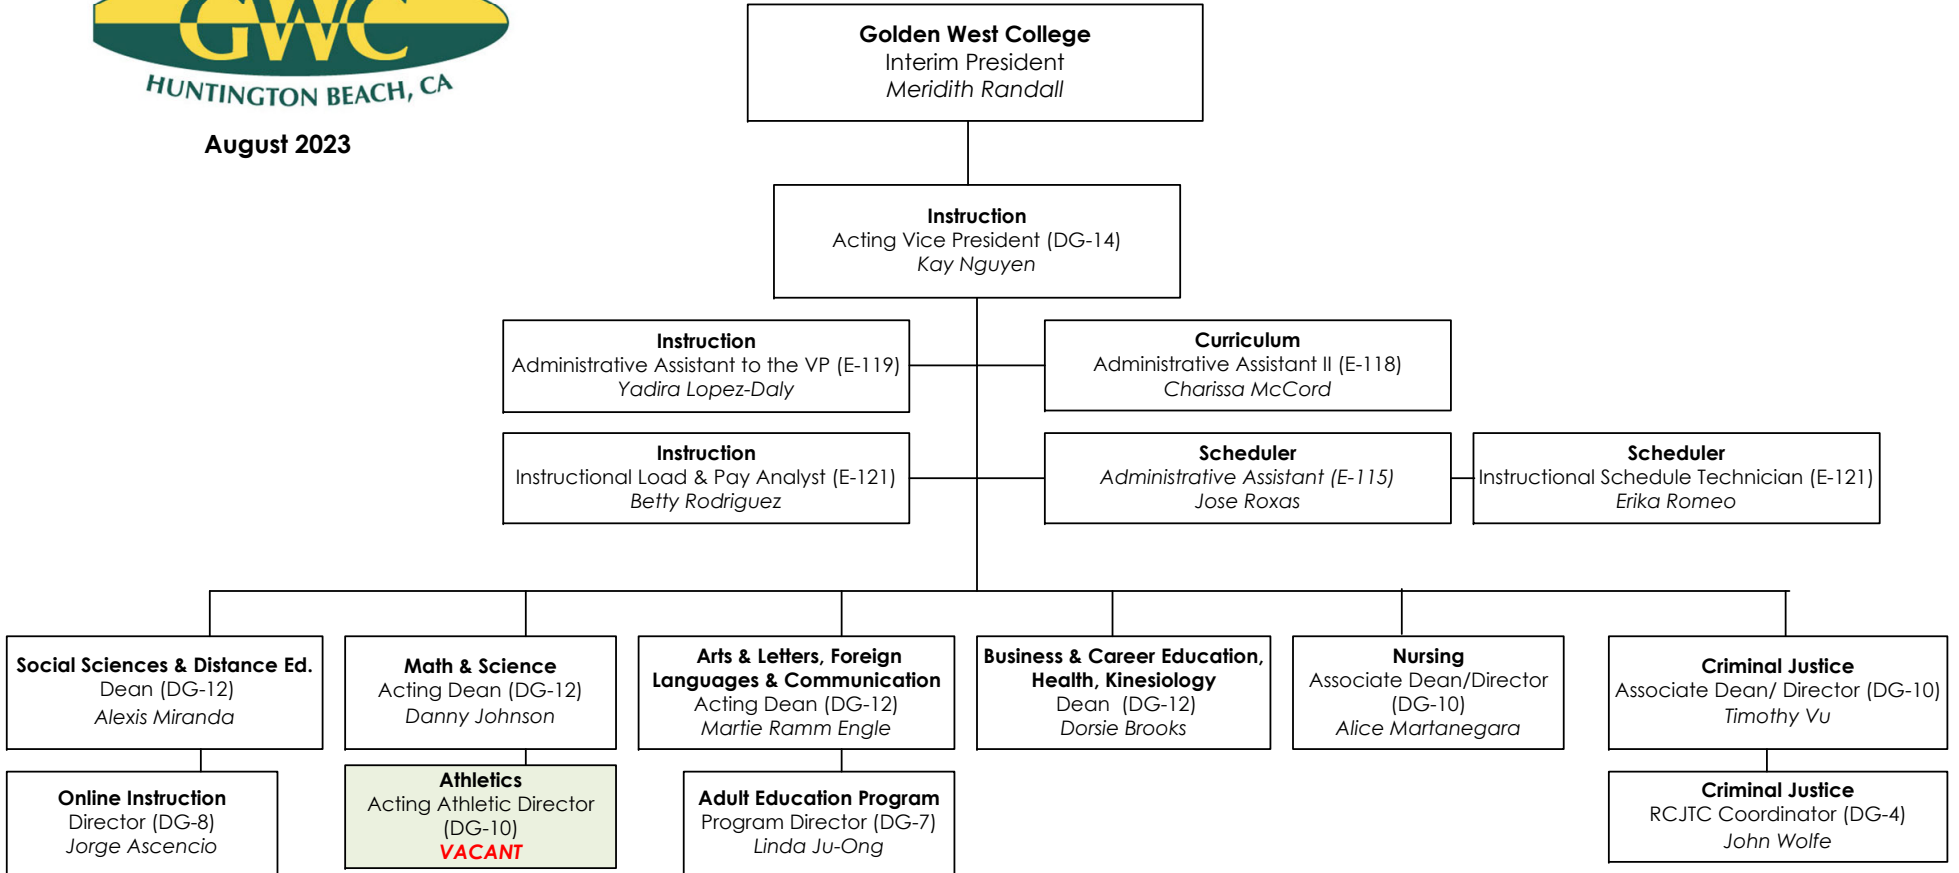 GWC
HUNTINGTON BEACH, CA
August 2023
Golden West College
Interim President
Meridith Randall
Instruction
Acting Vice President (DG-14)
Kay Nguyen
Instruction
Administrative Assistant to the VP (E-119)
Yadira Lopez-Daly
Curriculum
Administrative Assistant II (E-118)
Charissa McCord
Instruction
Instructional Load & Pay Analyst (E-121)
Betty Rodriguez
Scheduler
Administrative Assistant (E-115)
Jose Roxas
Scheduler
Instructional Schedule Technician (E-121)
Erika Romeo
Social Sciences & Distance Ed.
Dean (DG-12)
Alexis Miranda
Math & Science
Acting Dean (DG-12)
Danny Johnson
Arts & Letters, Foreign
Languages & Communication
Acting Dean (DG-12)
Martie Ramm Engle
Business & Career Education,
Health, Kinesiology
Dean (DG-12)
Dorsie Brooks
Nursing
Associate Dean/Director
(DG-10)
Alice Martanegara
Criminal Justice
Associate Dean/ Director (DG-10)
Timothy Vu
Online Instruction
Director (DG-8)
Jorge Ascencio
Athletics
Acting Athletic Director
(DG-10)
VACANT
Adult Education Program
Program Director (DG-7)
Linda Ju-Ong
Criminal Justice
RCJTC Coordinator (DG-4)
John Wolfe